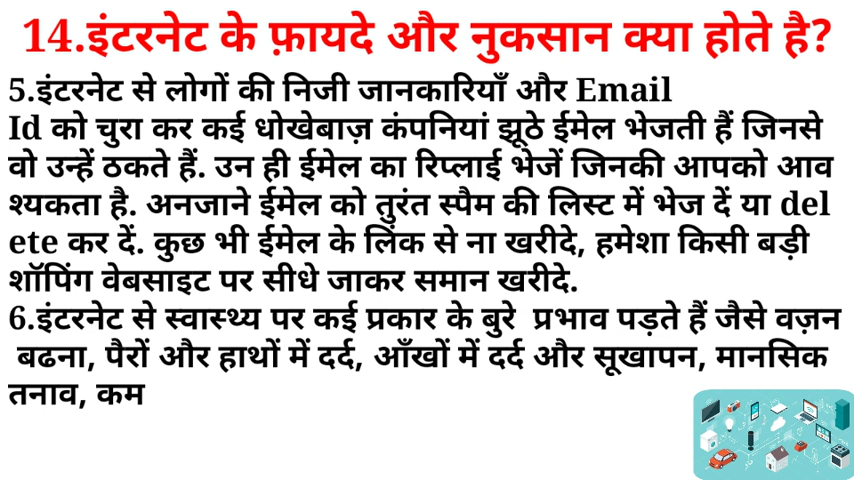 14.इंटरनेट के फ़ायदे और नुकसान क्या होते है?
5.इंटरनेट से लोगों की निजी जानकारियाँ और Email
Id को चुरा कर कई धोखेबाज़ कंपनियां झूठे ईमेल भेजती हैं जिनसे
वो उन्हें ठकते हैं. उन ही ईमेल का रिप्लाई भेजें जिनकी आपको आव
श्यकता है. अनजाने ईमेल को तुरंत स्पैम की लिस्ट में भेज दें या del
ete कर दें. कुछ भी ईमेल के लिंक से ना खरीदे, हमेशा किसी बड़ी
शॉपिंग वेबसाइट पर सीधे जाकर समान खरीदे.
6.इंटरनेट से स्वास्थ्य पर कई प्रकार के बुरे प्रभाव पड़ते हैं जैसे वज़न
बढना, पैरों और हाथों में दर्द, आँखों में दर्द और सूखापन, मानसिक
तनाव, कम